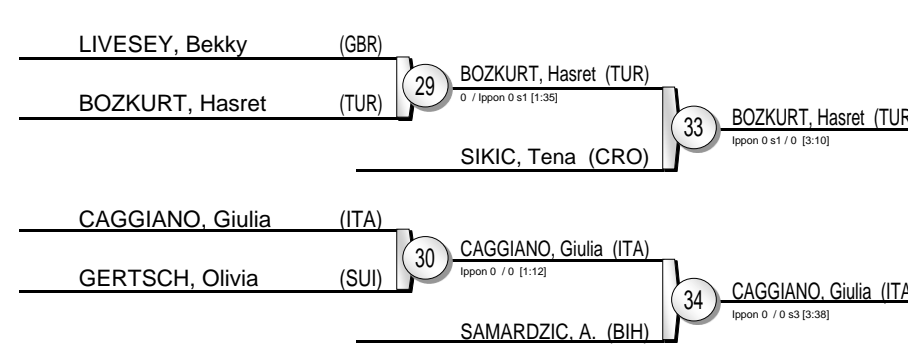 LIVESEY, Bekky (GBR)
BOZKURT, Hasret (TUR)
29
BOZKURT, Hasret (TUR)
0 / Ippon 0 s1 [1:35]
SIKIC, Tena (CRO)
33
BOZKURT, Hasret (TUR
Ippon 0 s1 / 0 [3:10]
CAGGIANO, Giulia (ITA)
GERTSCH, Olivia (SUI)
30
CAGGIANO, Giulia (ITA)
Ippon 0 / 0 [1:12]
SAMARDZIC, A. (BIH)
34
CAGGIANO, Giulia (ITA
Ippon 0 / 0 s3 [3:38]